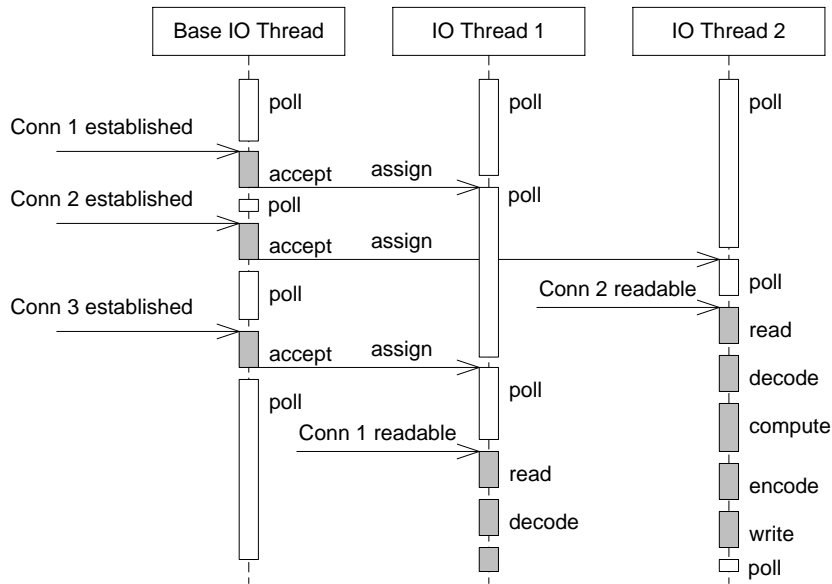 Base IO Thread
IO Thread 1
IO Thread 2
poll
poll
poll
Conn 1 established
accept
assign
poll
Conn 2 established
poll
accept
assign
poll
poll
Conn 2 readable
Conn 3 established
read
accept
assign
decode
poll
poll
compute
Conn 1 readable
read
encode
decode
write
poll